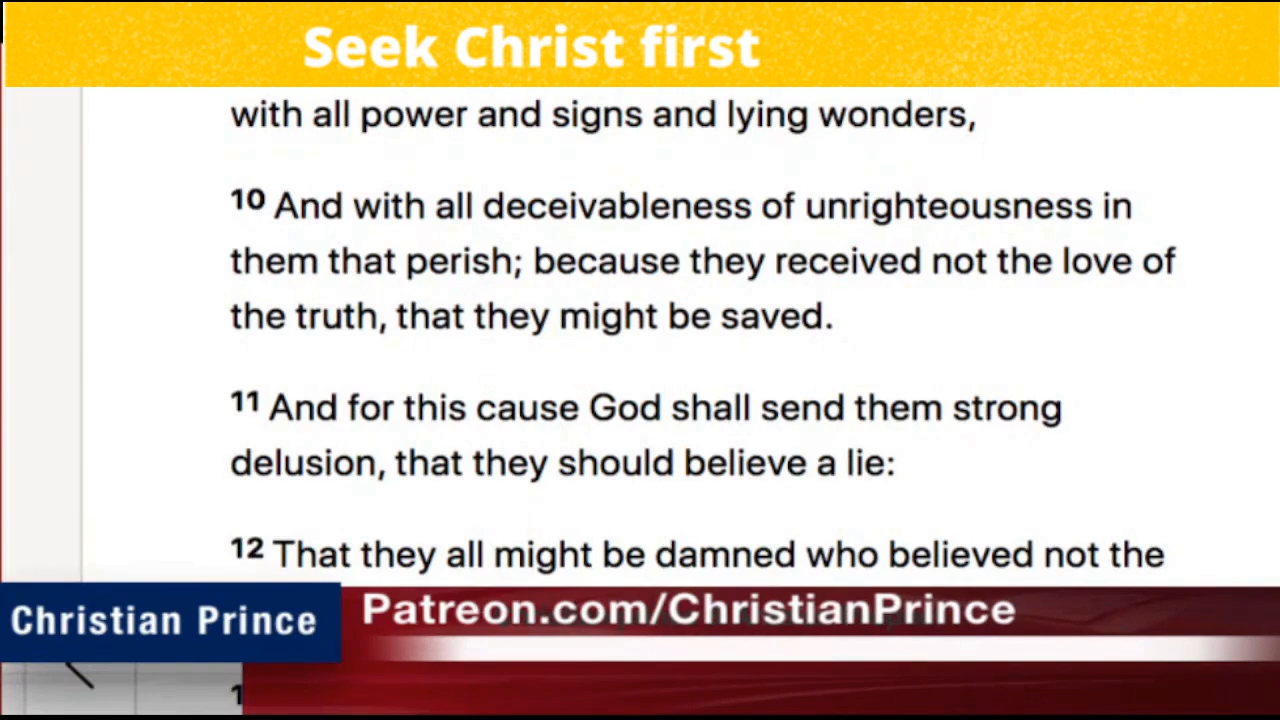 Seek Christ first
with all power and signs and lying wonders,
10 And with all deceivableness of unrighteousness in
them that perish; because they received not the love of
the truth, that they might be saved.
11 And for this cause God shall send them strong
delusion, that they should believe a lie:
12 That they all might be damned who believed not the
Christian Prince
Patreon.com/ChristianPrince
1